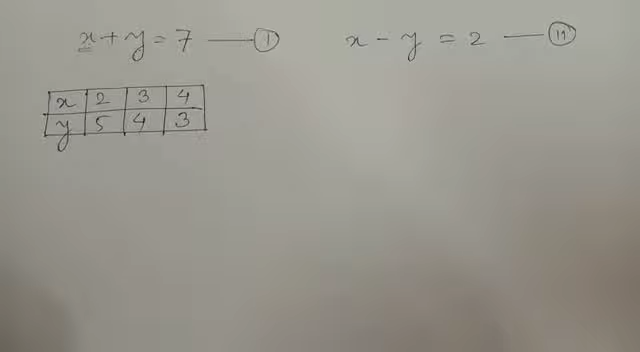 x + y = 7 —— (i) x - y = 2 —— (ii)
x 2 3 4
y 5 4 3